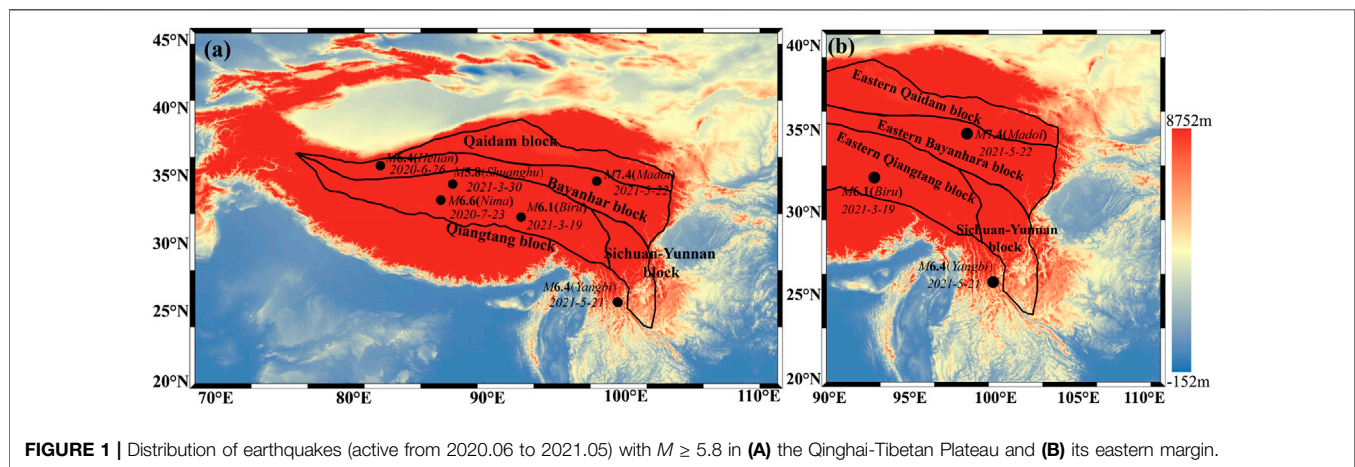 45°N
(a)
40°N
35°N
30°N
25°N
20°N
70°E
80°E
90°E
100°E
110°E
Qaidam block
M6.4(Hetian)
2020-6-26
M5.8(Shuanghu)
2021-3-30
M7.4(Madoi)
2021-5-22
Bayanhar block
M6.6(Nima)
2020-7-23
M6.1(Biru)
2021-3-19
Qiangtang block
Sichuan-Yunnan
block
M6.4(Yangbi)
2021-5-21
40°N
(b)
35°N
30°N
25°N
20°N
90°E
95°E
100°E
105°E
110°E
Eastern Qaidam block
M7.4(Madoi)
2021-5-22
Eastern Bayanhara block
Eastern Qiangtang block
M6.1(Biru)
2021-3-19
Sichuan-Yunnan
block
M6.4(Yangbi)
2021-5-21
8752m
-152m
FIGURE 1 | Distribution of earthquakes (active from 2020.06 to 2021.05) with M ≥ 5.8 in (A) the Qinghai-Tibetan Plateau and (B) its eastern margin.